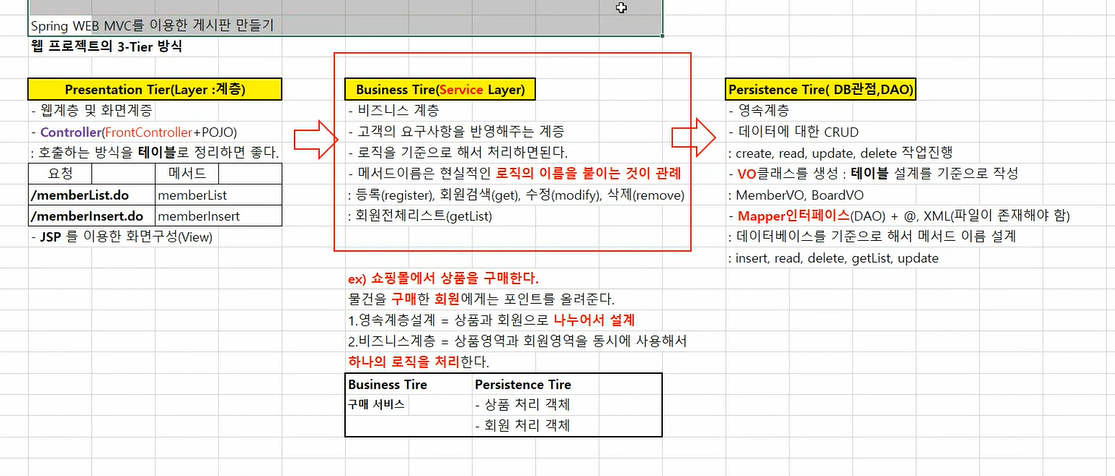 Spring WEB MVC를 이용한 게시판 만들기
웹 프로젝트의 3-Tier 방식
Presentation Tier(Layer :계층)
- 웹계층 및 화면계증
- Controller(FrontController+POJO)
: 호출하는 방식을 테이블로 정리하면 좋다.
요청 메서드
/memberList.do memberList
/memberInsert.do memberInsert
- JSP 를 이용한 화면구성(View)
Business Tire(Service Layer)
- 비즈니스 계층
- 고객의 요구사항을 반영해주는 계증
- 로직을 기준으로 해서 처리하면된다.
- 메서드이름은 현실적인 로직의 이름을 붙이는 것이 관례
: 등록(register), 회원검색(get), 수정(modify), 삭제(remove)
: 회원전체리스트(getList)
Persistence Tire( DB관점,DAO)
- 영속계층
- 데이터에 대한 CRUD
: create, read, update, delete 작업진행
- VO클래스를 생성 : 테이블 설계를 기준으로 작성
: MemberVO, BoardVO
- Mapper인터페이스(DAO) + @, XML(파일이 존재해야 함)
: 데이터베이스를 기준으로 해서 메서드 이름 설계
: insert, read, delete, getList, update
ex) 쇼핑몰에서 상품을 구매한다.
물건을 구매한 회원에게는 포인트를 올려준다.
1.영속계층설계 = 상품과 회원으로 나누어서 설계
2.비즈니스계층 = 상품영역과 회원영역을 동시에 사용해서
하나의 로직을 처리한다.
Business Tire Persistence Tire
구매 서비스 - 상품 처리 객체
- 회원 처리 객체